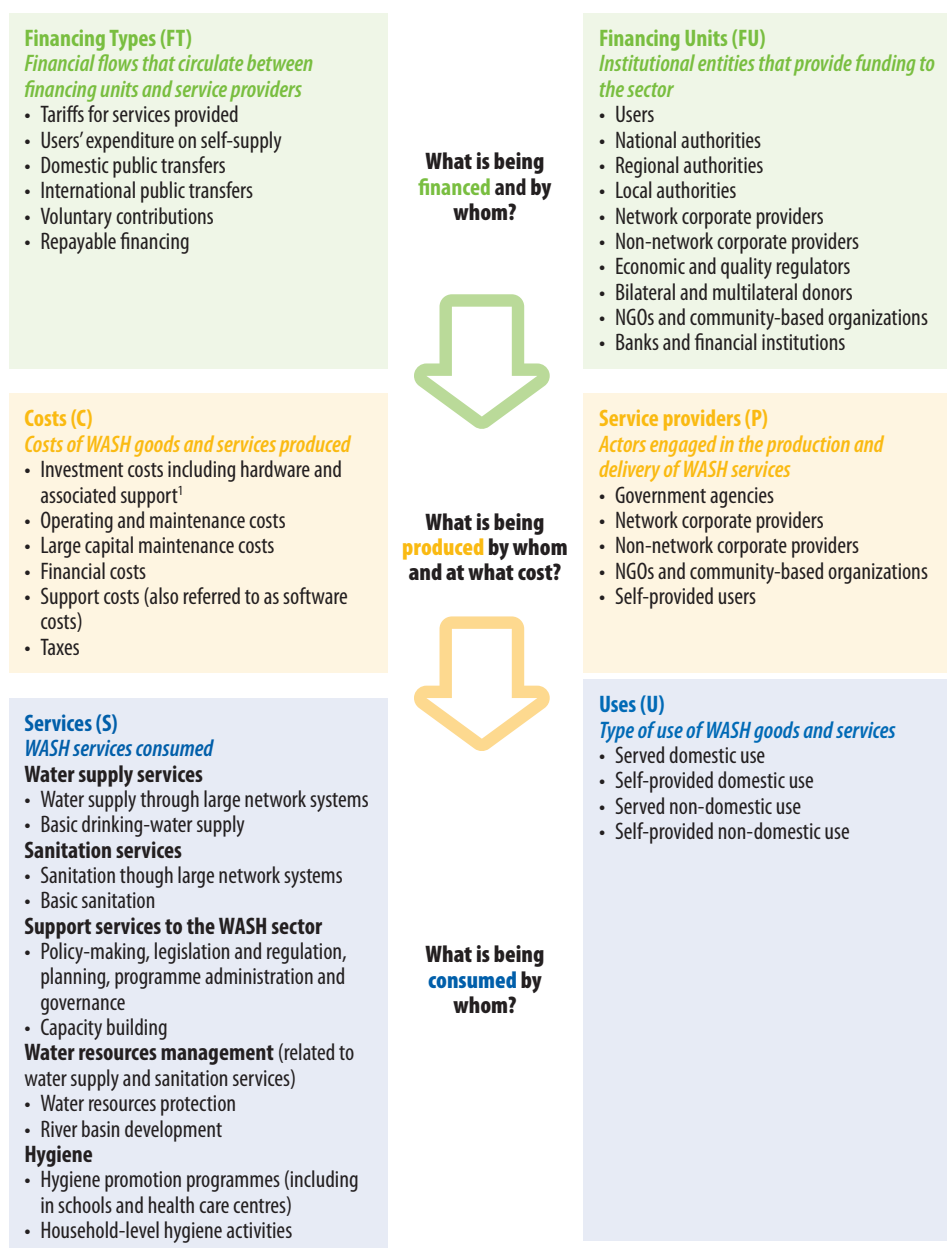 Financing Types (FT)
Financial flows that circulate between
financing units and service providers
• Tariffs for services provided
• Users' expenditure on self-supply
• Domestic public transfers
• International public transfers
• Voluntary contributions
• Repayable financing
What is being
financed and by
whom?
Financing Units (FU)
Institutional entities that provide funding to
the sector
• Users
• National authorities
• Regional authorities
• Local authorities
• Network corporate providers
• Non-network corporate providers
• Economic and quality regulators
• Bilateral and multilateral donors
• NGOs and community-based organizations
• Banks and financial institutions
Costs (C)
Costs of WASH goods and services produced
• Investment costs including hardware and
associated support¹
• Operating and maintenance costs
• Large capital maintenance costs
• Financial costs
• Support costs (also referred to as software
costs)
• Taxes
What is being
produced by whom
and at what cost?
Service providers (P)
Actors engaged in the production and
delivery of WASH services
• Government agencies
• Network corporate providers
• Non-network corporate providers
• NGOs and community-based organizations
• Self-provided users
Services (S)
WASH services consumed
Water supply services
• Water supply through large network systems
• Basic drinking-water supply
Sanitation services
• Sanitation though large network systems
• Basic sanitation
Support services to the WASH sector
• Policy-making, legislation and regulation,
planning, programme administration and
governance
• Capacity building
Water resources management (related to
water supply and sanitation services)
• Water resources protection
• River basin development
Hygiene
• Hygiene promotion programmes (including
in schools and health care centres)
• Household-level hygiene activities
What is being
consumed by
whom?
Uses (U)
Type of use of WASH goods and services
• Served domestic use
• Self-provided domestic use
• Served non-domestic use
• Self-provided non-domestic use